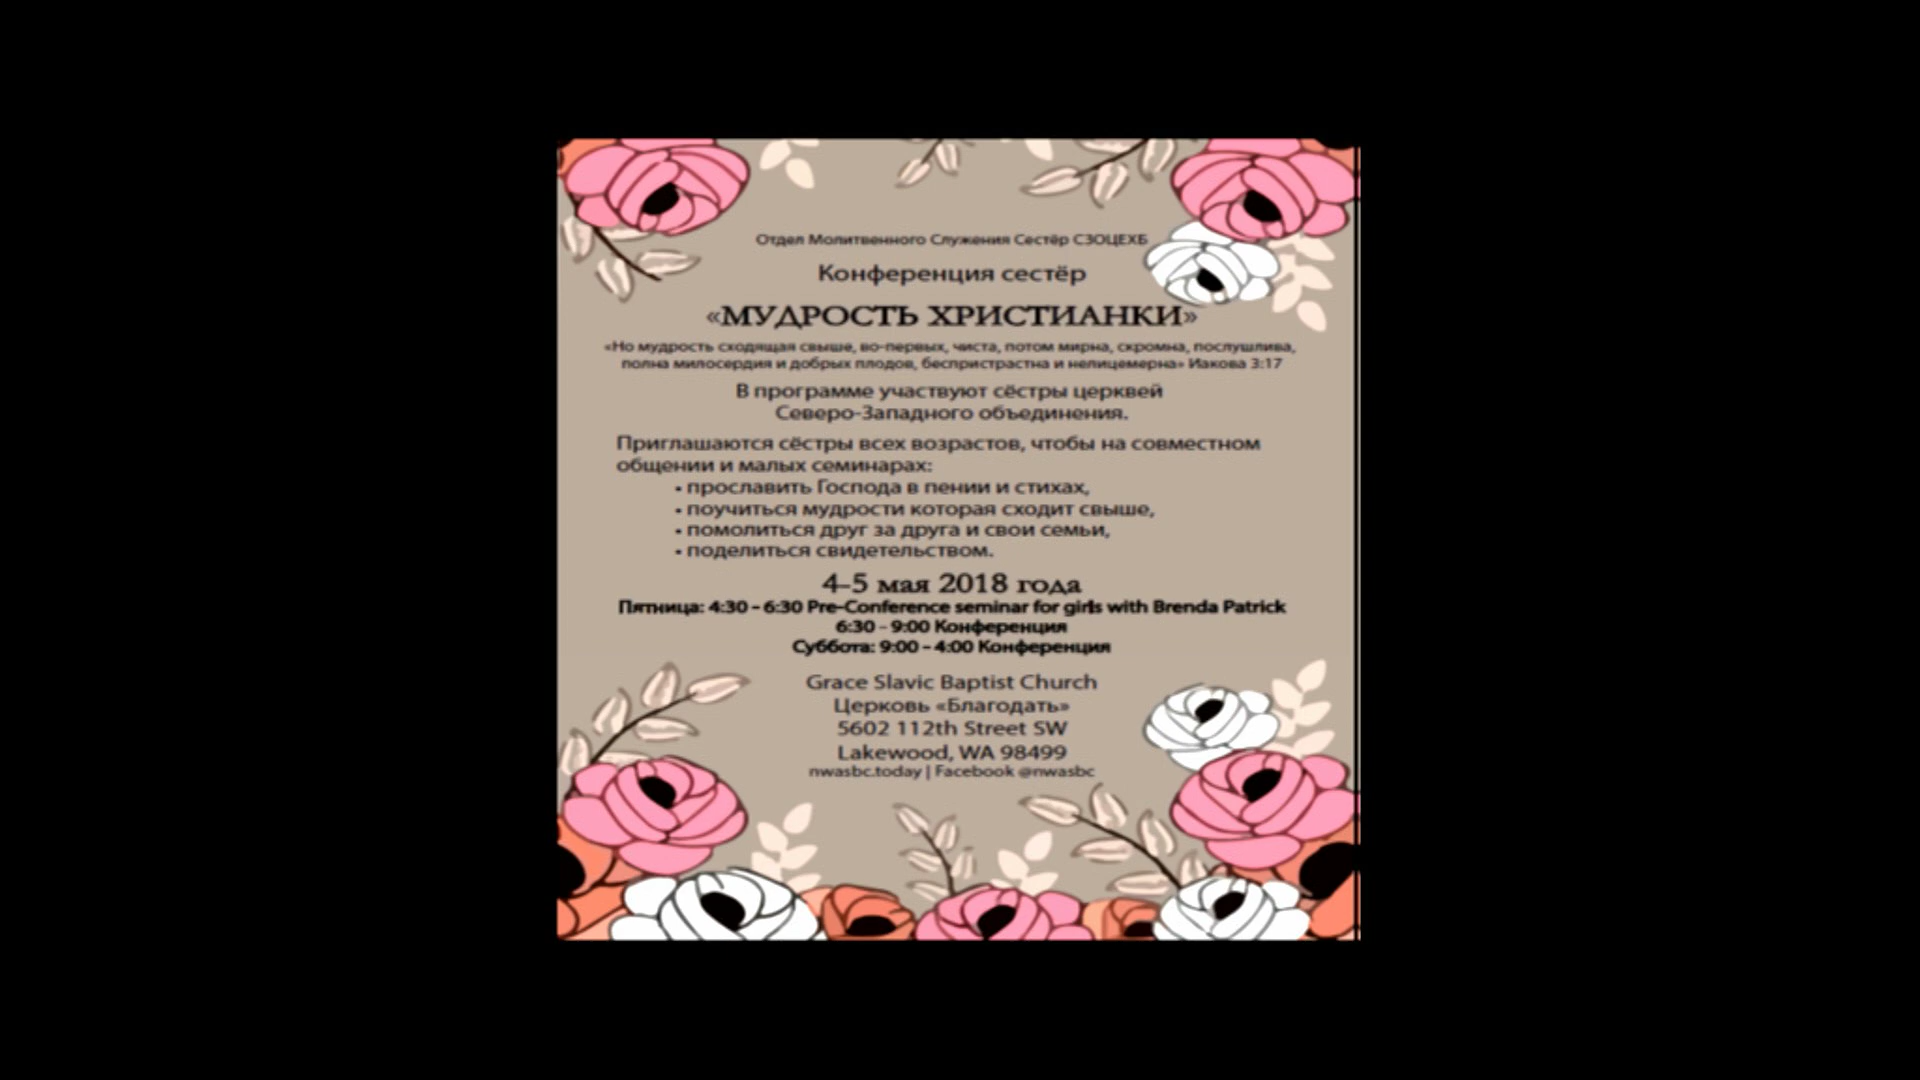 Отдел Молитвенного Служения Сестёр СЗОЦЕХБ
Конференция сестёр
«МУДРОСТЬ ХРИСТИАНКИ»
«Но мудрость сходящая свыше, во-первых, чиста, потом мирна, скромна, послушлива,
полна милосердия и добрых плодов, беспристрастна и нелицемерна» Иакова 3:17
В программе участвуют сёстры церквей
Северо-Западного объединения.
Приглашаются сёстры всех возрастов, чтобы на совместном
общении и малых семинарах:
• прославить Господа в пении и стихах,
• поучиться мудрости которая сходит свыше,
• помолиться друг за друга и свои семьи,
• поделиться свидетельством.
4-5 мая 2018 года
Пятница: 4:30 - 6:30 Pre-Conference seminar for girls with Brenda Patrick
6:30 - 9:00 Конференция
Суббота: 9:00 - 4:00 Конференция
Grace Slavic Baptist Church
Церковь «Благодать»
5602 112th Street SW
Lakewood, WA 98499
nwasbc.today | Facebook @nwasbc